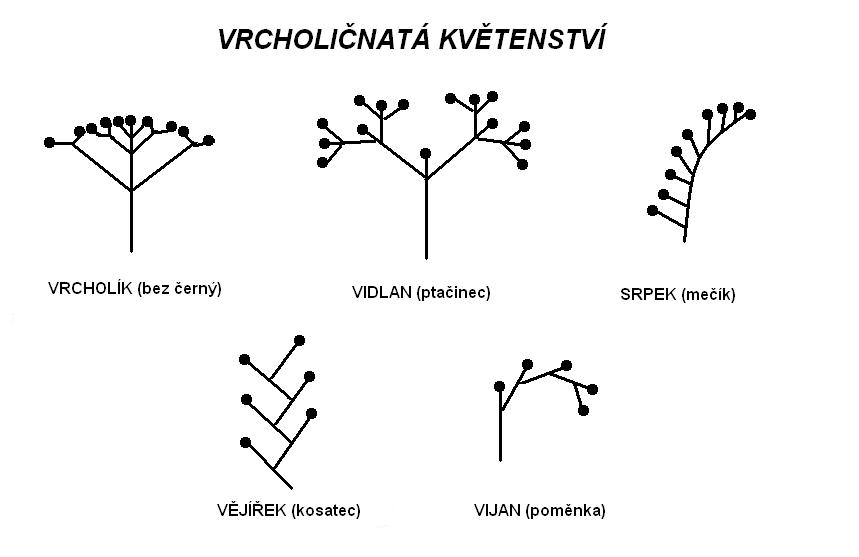 VRCHOLIČNATÁ KVĚTENSTVÍ
VRCHOLÍK (bez černý)
VIDLAN (ptačinec)
SRPEK (mečík)
VĚJÍŘEK (kosatec)
VIJAN (poměnka)